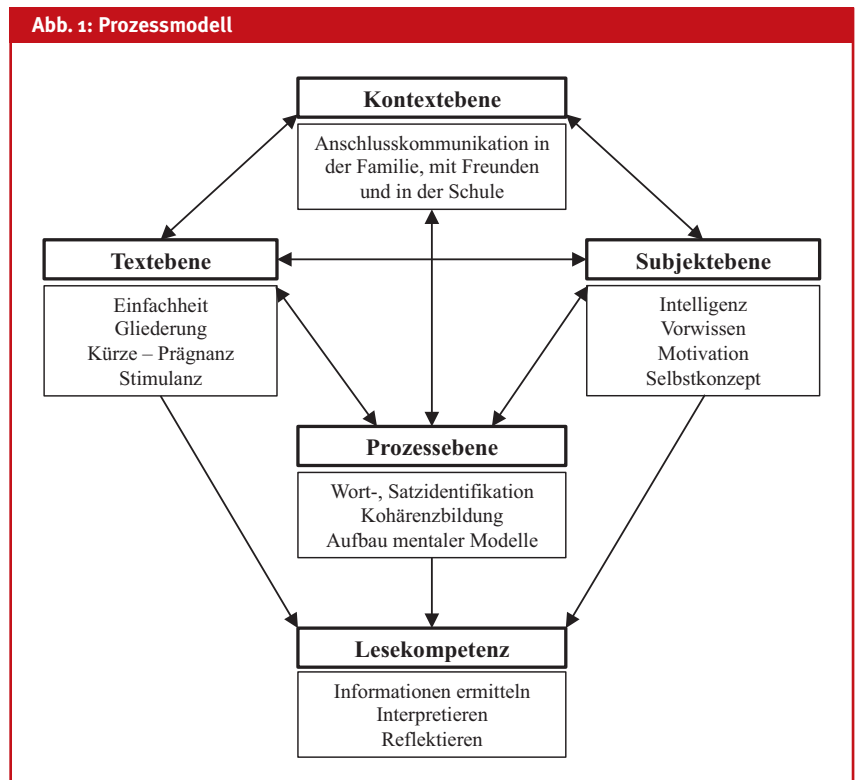 Abb. 1: Prozessmodell
Kontextebene
Anschlusskommunikation in
der Familie, mit Freunden
und in der Schule
Textebene
Einfachheit
Gliederung
Kürze – Prägnanz
Stimulanz
Subjektebene
Intelligenz
Vorwissen
Motivation
Selbstkonzept
Prozessebene
Wort-, Satzidentifikation
Kohärenzbildung
Aufbau mentaler Modelle
Lesekompetenz
Informationen ermitteln
Interpretieren
Reflektieren